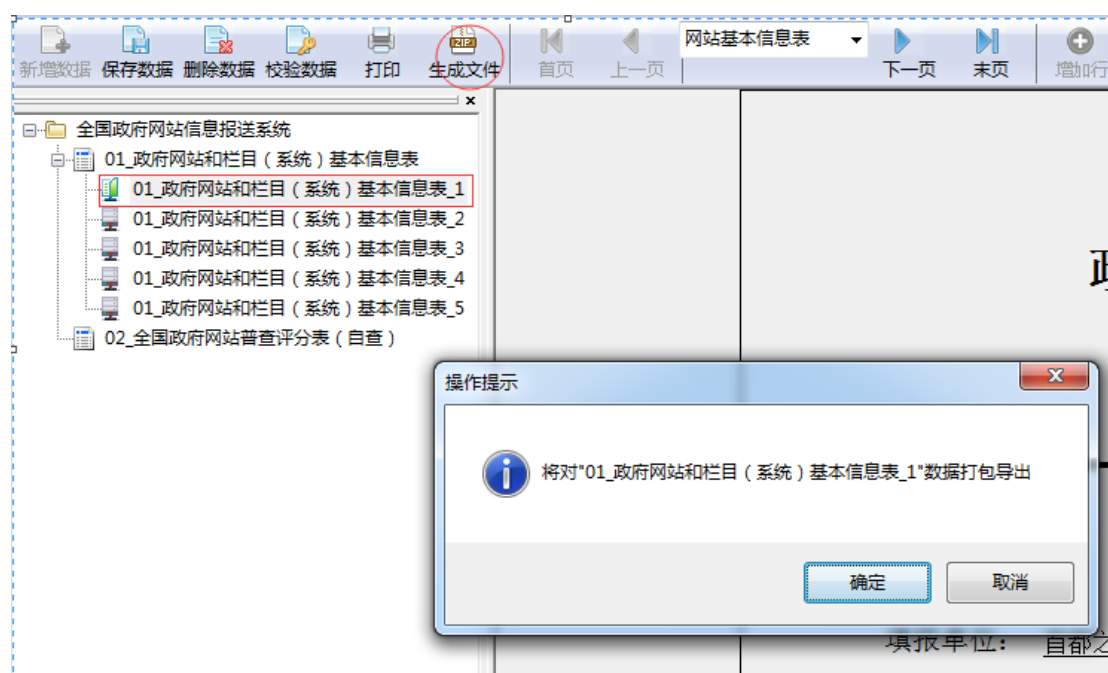 新增数据 保存数据 删除数据 校验数据 打印 生成文件 首页 上一页 网站基本信息表 下一页 末页 增加行
ZIP
全国政府网站信息报送系统
01_政府网站和栏目（系统）基本信息表
01_政府网站和栏目（系统）基本信息表_1
01_政府网站和栏目（系统）基本信息表_2
01_政府网站和栏目（系统）基本信息表_3
01_政府网站和栏目（系统）基本信息表_4
01_政府网站和栏目（系统）基本信息表_5
02_全国政府网站普查评分表（自查）
操作提示
将对"01_政府网站和栏目（系统）基本信息表_1"数据打包导出
确定 取消
填报单位：